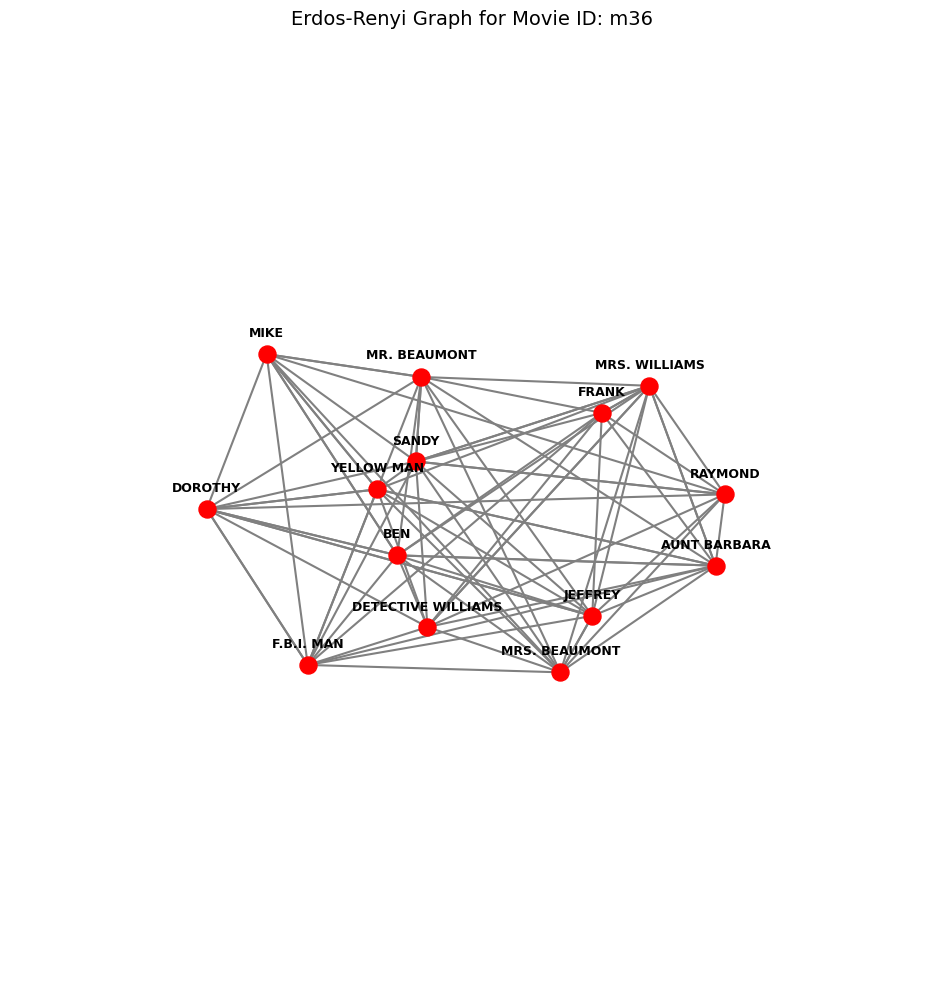 Erdos-Renyi Graph for Movie ID: m36
MIKE
MR. BEAUMONT
MRS. WILLIAMS
FRANK
SANDY
YELLOW MAN
RAYMOND
DOROTHY
BEN
AUNT BARBARA
JEFFREY
DETECTIVE WILLIAMS
F.B.I. MAN
MRS. BEAUMONT